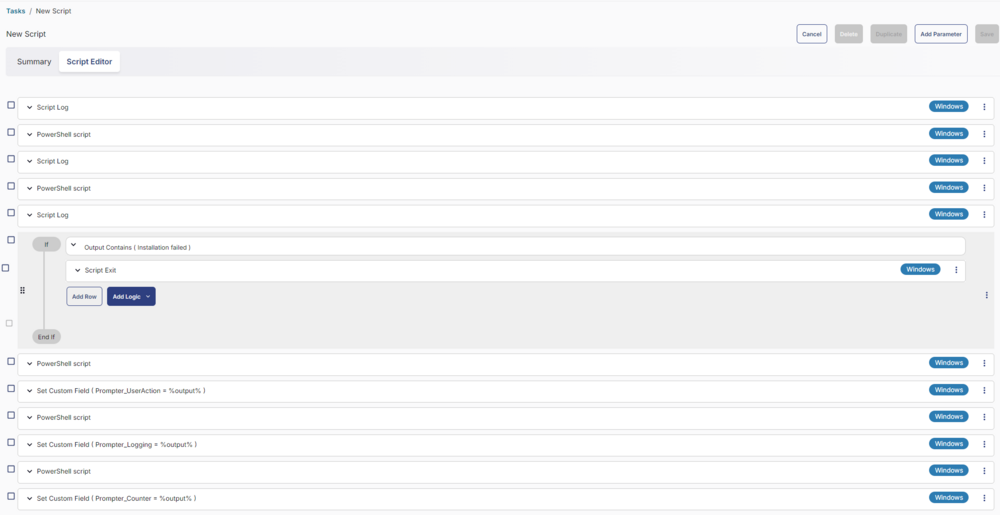 Tasks / New Script
New Script
Cancel Delete Duplicate Add Parameter Save
Summary Script Editor
Script Log Windows
PowerShell script Windows
Script Log Windows
PowerShell script Windows
Script Log Windows
If Output Contains ( Installation failed )
Script Exit Windows
Add Row Add Logic
End If
PowerShell script Windows
Set Custom Field ( Prompter_UserAction = %output% ) Windows
PowerShell script Windows
Set Custom Field ( Prompter_Logging = %output% ) Windows
PowerShell script Windows
Set Custom Field ( Prompter_Counter = %output% ) Windows